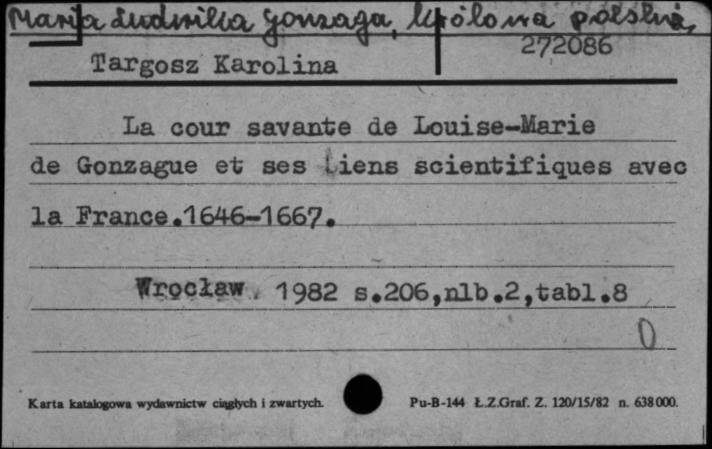 Maria Ludwika Gonzaga, królowa polska,
272086
Targosz Karolina
La cour savante de Louise-Marie
de Gonzague et ses Liens scientifiques avec
la France.1646-1667.
Wrocław 1982 s.206,nlb.2,tabl.8
0
Karta katalogowa wydawnictw ciągłych i zwartych. Pu-B-144 Ł.Z.Graf. Z. 120/15/82 n. 638000.